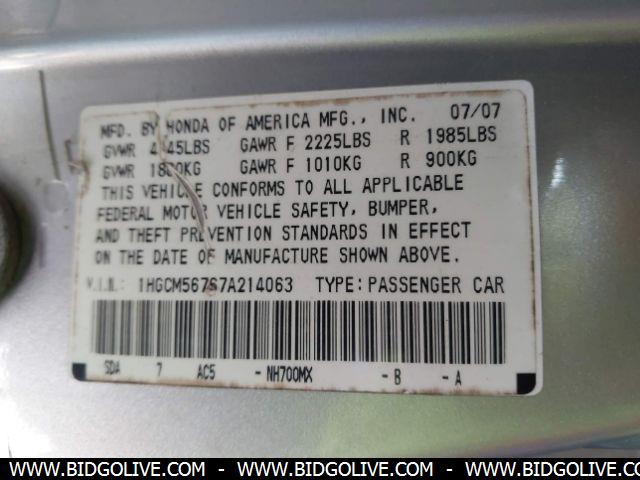 MFD. BY HONDA OF AMERICA MFG., INC. 07/07
GVWR GAWR F 2225LBS R 1985LBS
GVWR GAWR F 1010KG R 900KG
THIS VEHICLE CONFORMS TO ALL APPLICABLE
FEDERAL MOTOR VEHICLE SAFETY, BUMPER,
AND THEFT PREVENTION STANDARDS IN EFFECT
ON THE DATE OF MANUFACTURE SHOWN ABOVE.
V.I.N.: TYPE: PASSENGER CAR
SDA 7 AC5 - NH700MX - B - A
WWW.BIDGOLIVE.COM - WWW.BIDGOLIVE.COM - WWW.BIDGOLIVE.COM